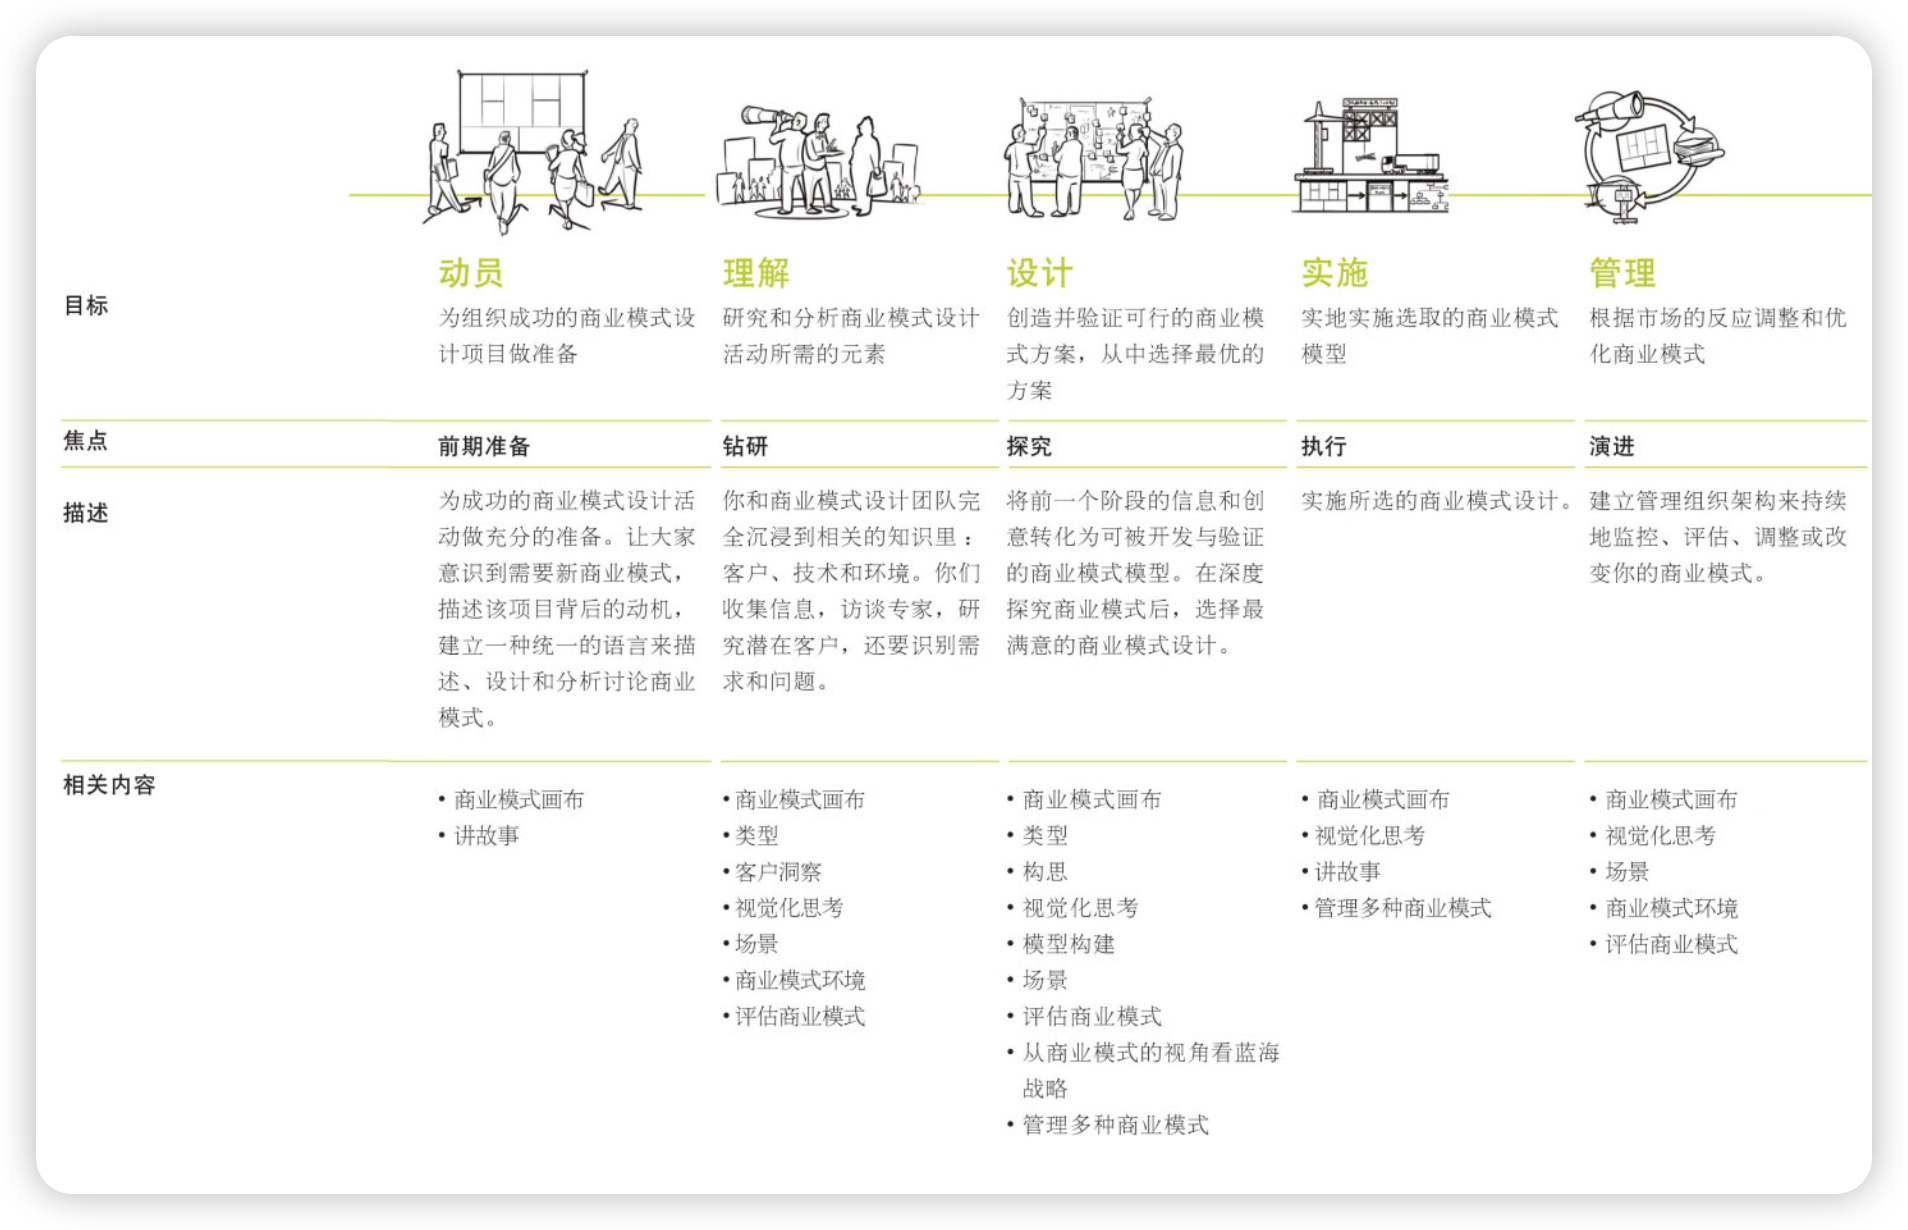 动员
理解
设计
实施
管理
目标
为组织成功的商业模式设
计项目做准备
研究和分析商业模式设计
活动所需的元素
创造并验证可行的商业模
式方案，从中选择最优的
方案
实地实施选取的商业模式
模型
根据市场的反应调整和优
化商业模式
焦点
前期准备
钻研
探究
执行
演进
描述
为成功的商业模式设计活
动做充分的准备。让大家
意识到需要新商业模式，
描述该项目背后的动机，
建立一种统一的语言来描
述、设计和分析讨论商业
模式。
你和商业模式设计团队完
全沉浸到相关的知识里：
客户、技术和环境。你们
收集信息，访谈专家，研
究潜在客户，还要识别需
求和问题。
将前一个阶段的信息和创
意转化为可被开发与验证
的商业模式模型。在深度
探究商业模式后，选择最
满意的商业模式设计。
实施所选的商业模式设计。
建立管理组织架构来持续
地监控、评估、调整或改
变你的商业模式。
相关内容
• 商业模式画布
• 讲故事
• 商业模式画布
• 类型
• 客户洞察
• 视觉化思考
• 场景
• 商业模式环境
• 评估商业模式
• 商业模式画布
• 类型
• 构思
• 视觉化思考
• 模型构建
• 场景
• 评估商业模式
• 从商业模式的视角看蓝海
战略
• 管理多种商业模式
• 商业模式画布
• 视觉化思考
• 讲故事
• 管理多种商业模式
• 商业模式画布
• 视觉化思考
• 场景
• 商业模式环境
• 评估商业模式